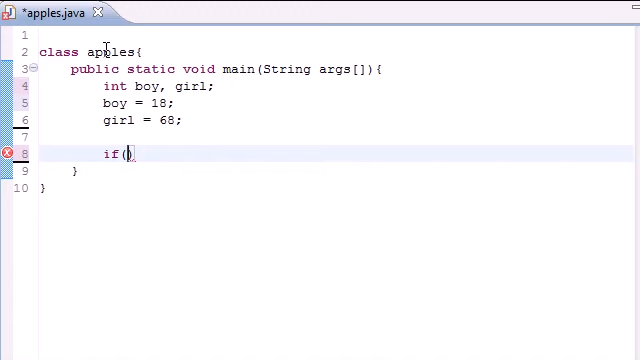 *apples.java
1
2 class apples{
3 public static void main(String args[]){
4 int boy, girl;
5 boy = 18;
6 girl = 68;
7
8 if()
9 }
10 }